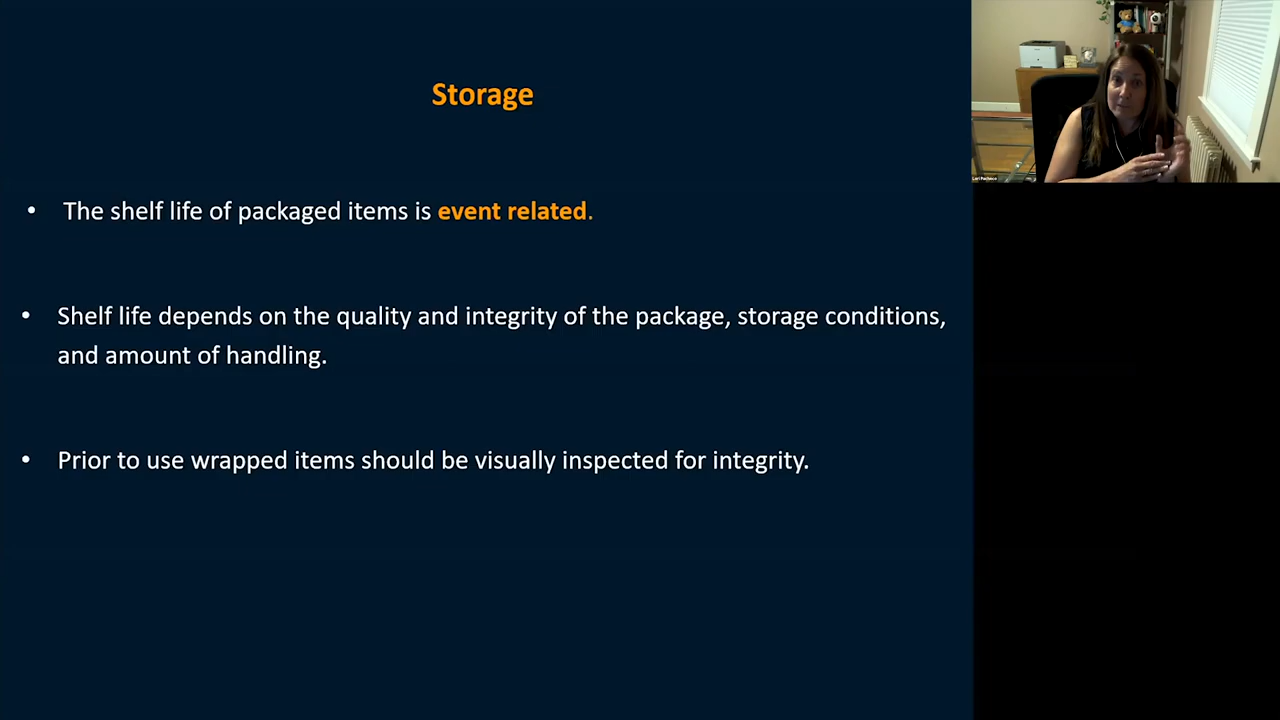 Storage
• The shelf life of packaged items is event related.
• Shelf life depends on the quality and integrity of the package, storage conditions,
and amount of handling.
• Prior to use wrapped items should be visually inspected for integrity.
Lori Pacheco